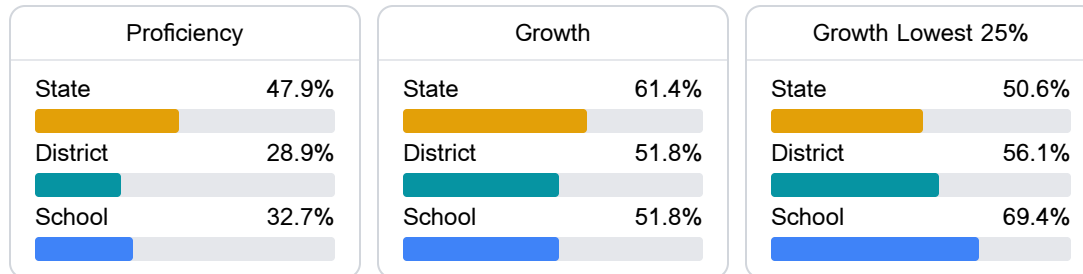 Proficiency
State 47.9%
District 28.9%
School 32.7%
Growth
State 61.4%
District 51.8%
School 51.8%
Growth Lowest 25%
State 50.6%
District 56.1%
School 69.4%